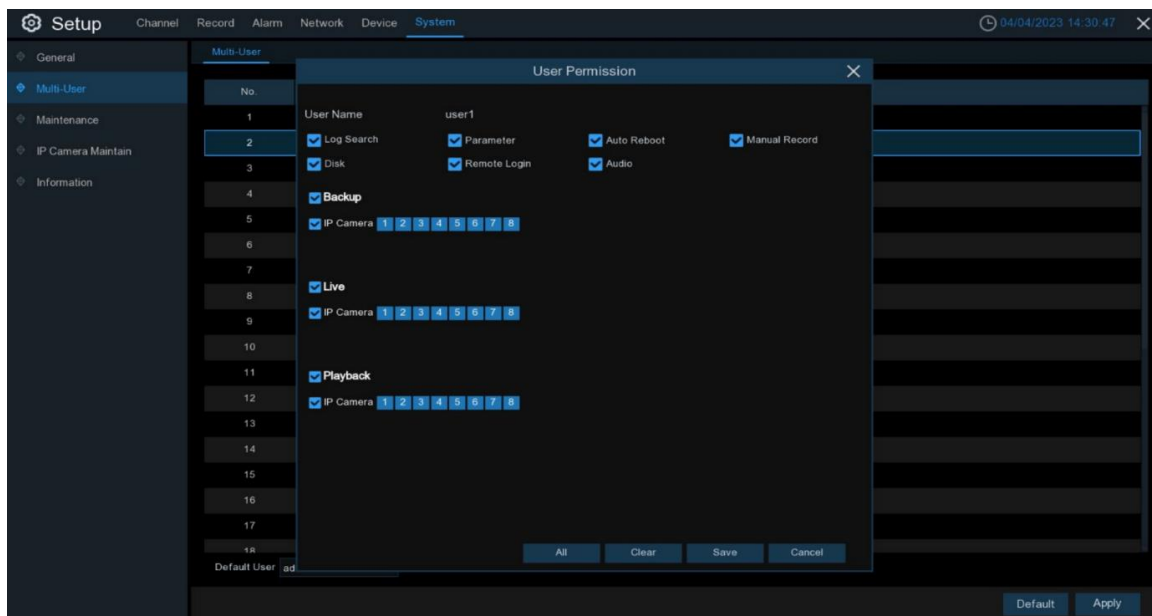 Setup Channel Record Alarm Network Device System 04/04/2023 14:30:47
General
Multi-User
Maintenance
IP Camera Maintain
Information
Multi-User
No.
1
2
3
4
5
6
7
8
9
10
11
12
13
14
15
16
17
18
Default User ad
User Permission
User Name user1
Log Search Parameter Auto Reboot Manual Record
Disk Remote Login Audio
Backup
IP Camera 1 2 3 4 5 6 7 8
Live
IP Camera 1 2 3 4 5 6 7 8
Playback
IP Camera 1 2 3 4 5 6 7 8
All Clear Save Cancel
Default Apply